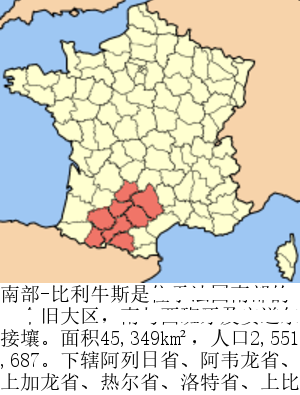 南部-比利牛斯是
个旧大区，
接壤。面积45,349km²，人口2,551
,687。下辖阿列日省、阿韦龙省、
上加龙省、热尔省、洛特省、上比